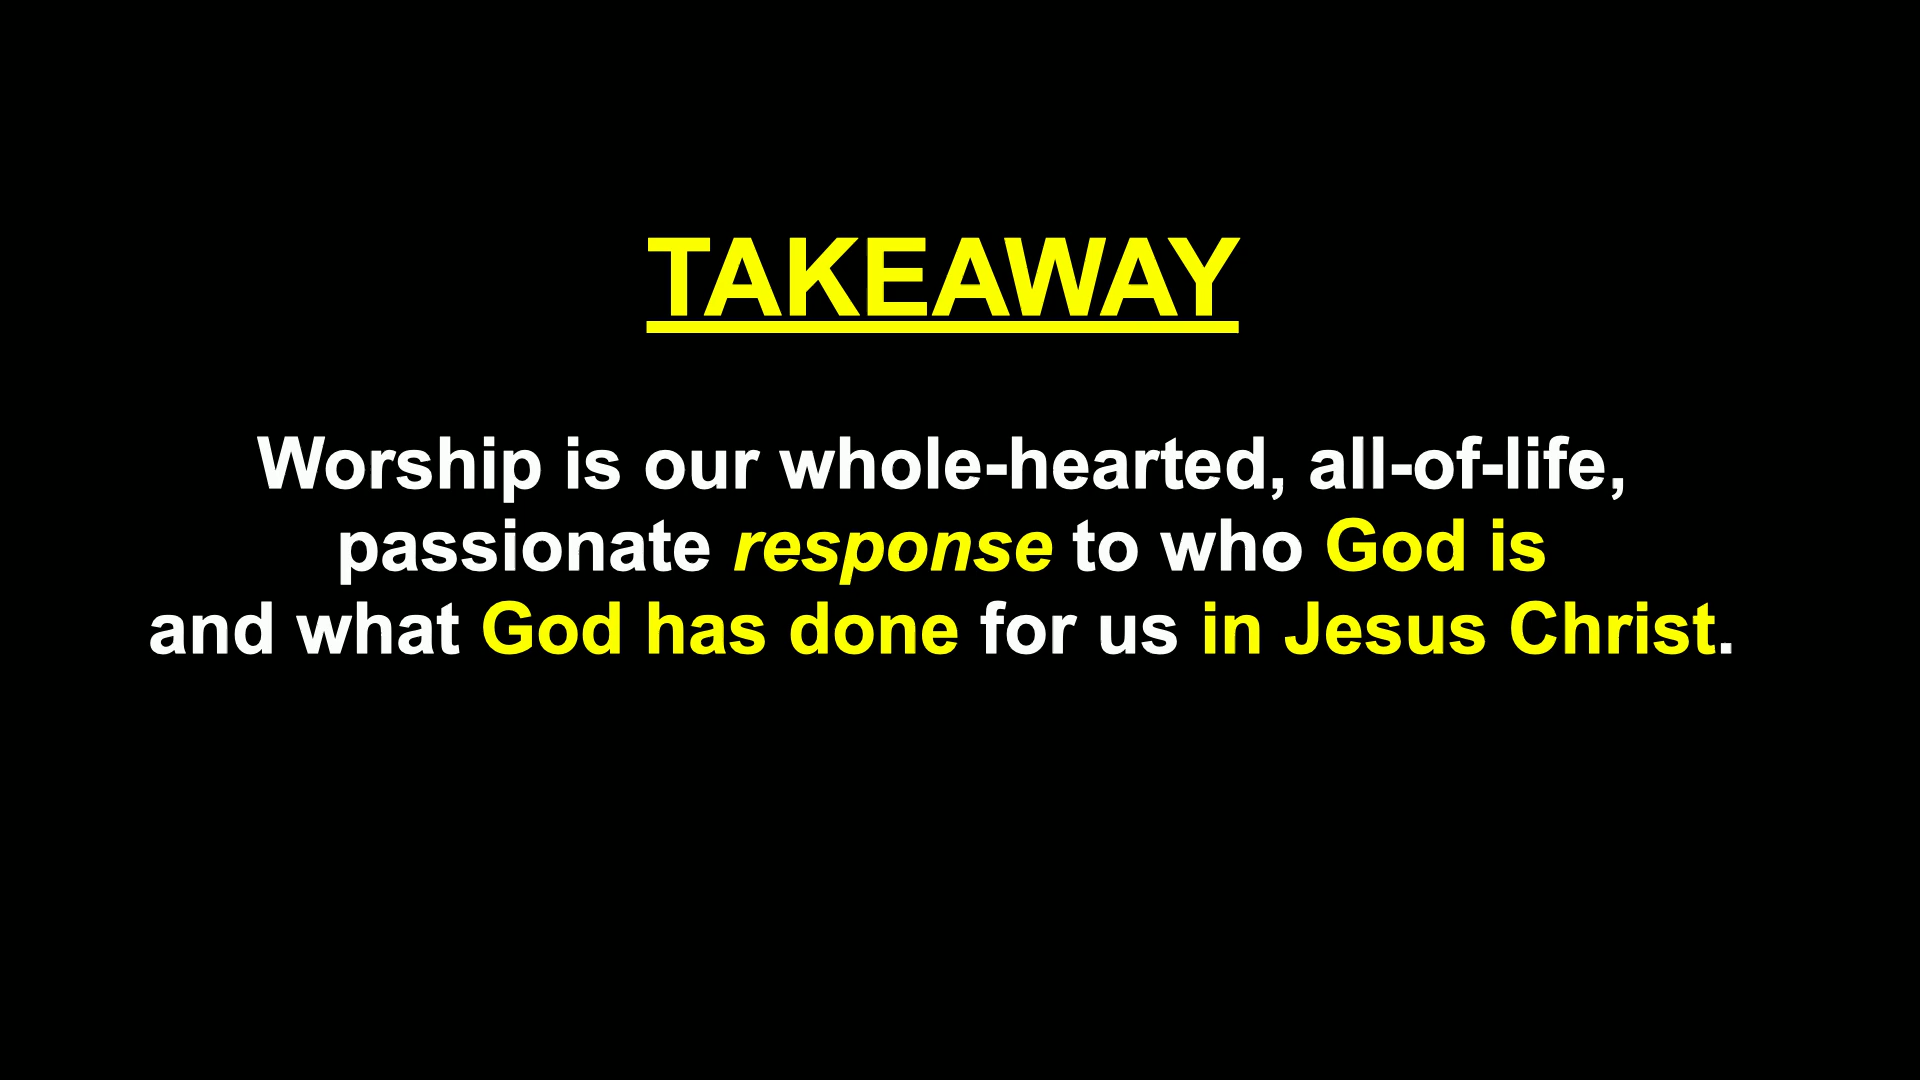 TAKEAWAY
Worship is our whole-hearted, all-of-life,
passionate response to who God is
and what God has done for us in Jesus Christ.